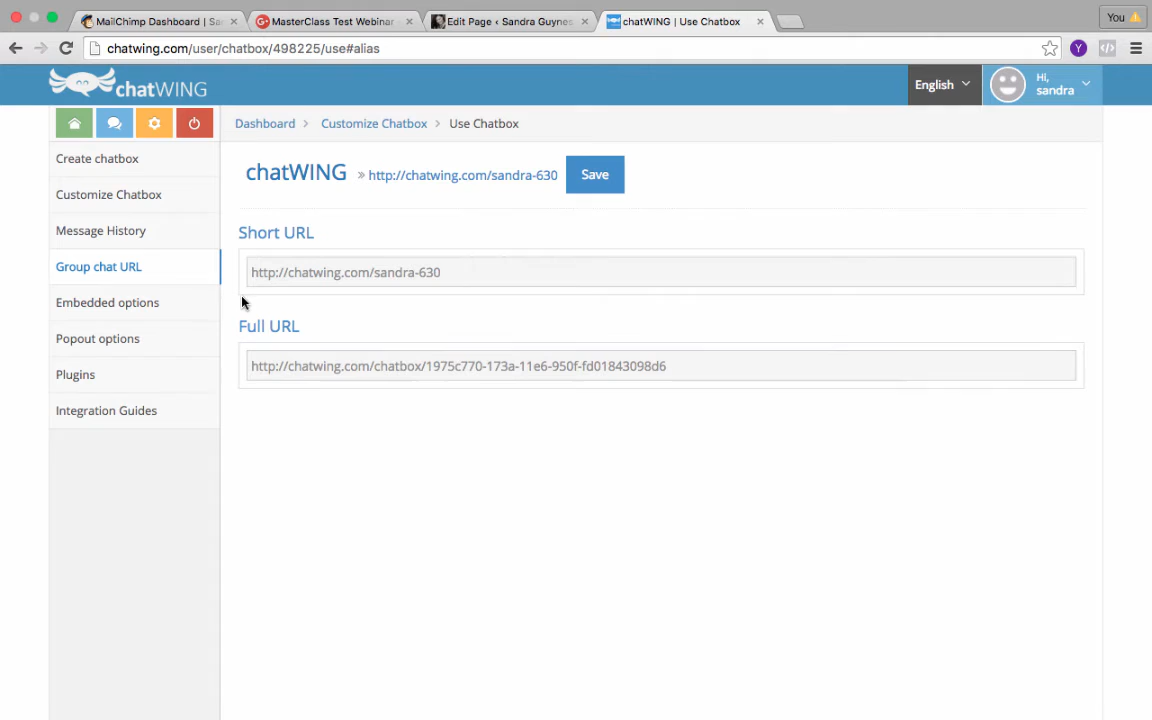 MailChimp Dashboard | San
MasterClass Test Webinar
Edit Page ‹ Sandra Guynes
chatWING | Use Chatbox
You
chatwing.com/user/chatbox/498225/use#alias
chatWING
English
Hi,
sandra
Dashboard > Customize Chatbox > Use Chatbox
Create chatbox
Customize Chatbox
Message History
Group chat URL
Embedded options
Popout options
Plugins
Integration Guides
chatWING » http://chatwing.com/sandra-630 Save
Short URL
http://chatwing.com/sandra-630
Full URL
http://chatwing.com/chatbox/1975c770-173a-11e6-950f-fd01843098d6